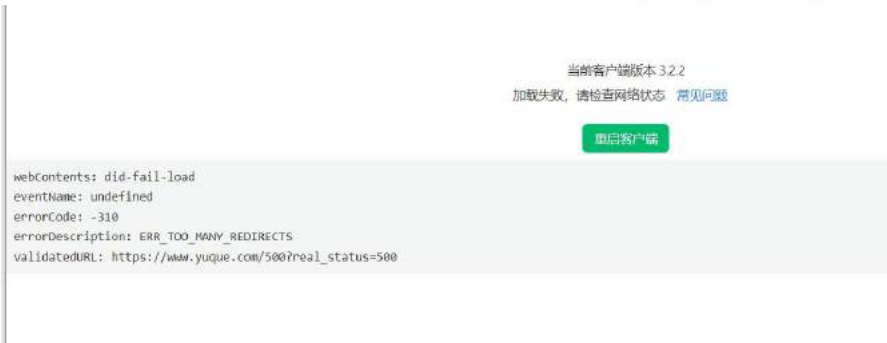 当前客户端版本 3.2.2
加载失败，请检查网络状态 常见问题
重启客户端
webContents: did-fail-load
eventName: undefined
errorCode: -310
errorDescription: ERR_TOO_MANY_REDIRECTS
validatedURL: https://www.yuque.com/500?real_status=500